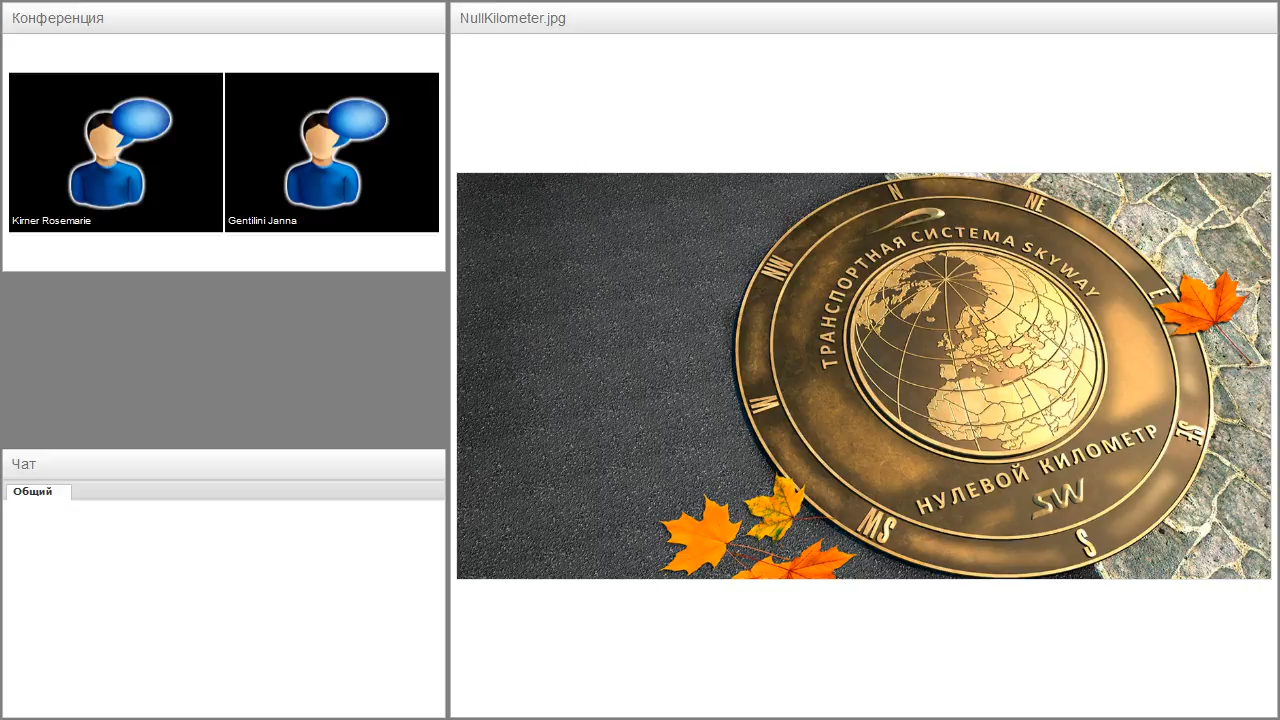 Конференция
Kirner Rosemarie
Gentilini Janna
Чат
Общий
NullKilometer.jpg
N
NE
E
SE
S
SW
W
NW
ТРАНСПОРТНАЯ СИСТЕМА SKYWAY
НУЛЕВОЙ КИЛОМЕТР
SW